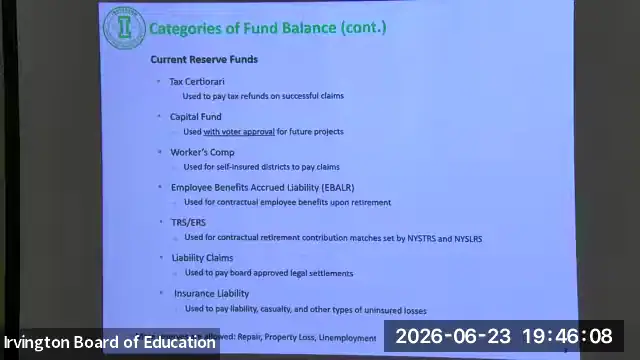 Categories of Fund Balance (cont.)
Current Reserve Funds
Tax Certiorari
Used to pay tax refunds on successful claims
Capital Fund
Used with voter approval for future projects
Worker's Comp
Used for self-insured districts to pay claims
Employee Benefits Accrued Liability (EBALR)
Used for contractual employee benefits upon retirement
TRS/ERS
Used for contractual retirement contribution matches set by NYSTRS and NYSLRS
Liability Claims
Used to pay board approved legal settlements
Insurance Liability
Used to pay liability, casualty, and other types of uninsured losses
allowed: Repair, Property Loss, Unemployment
Irvington Board of Education
2026-06-23 19:46:08